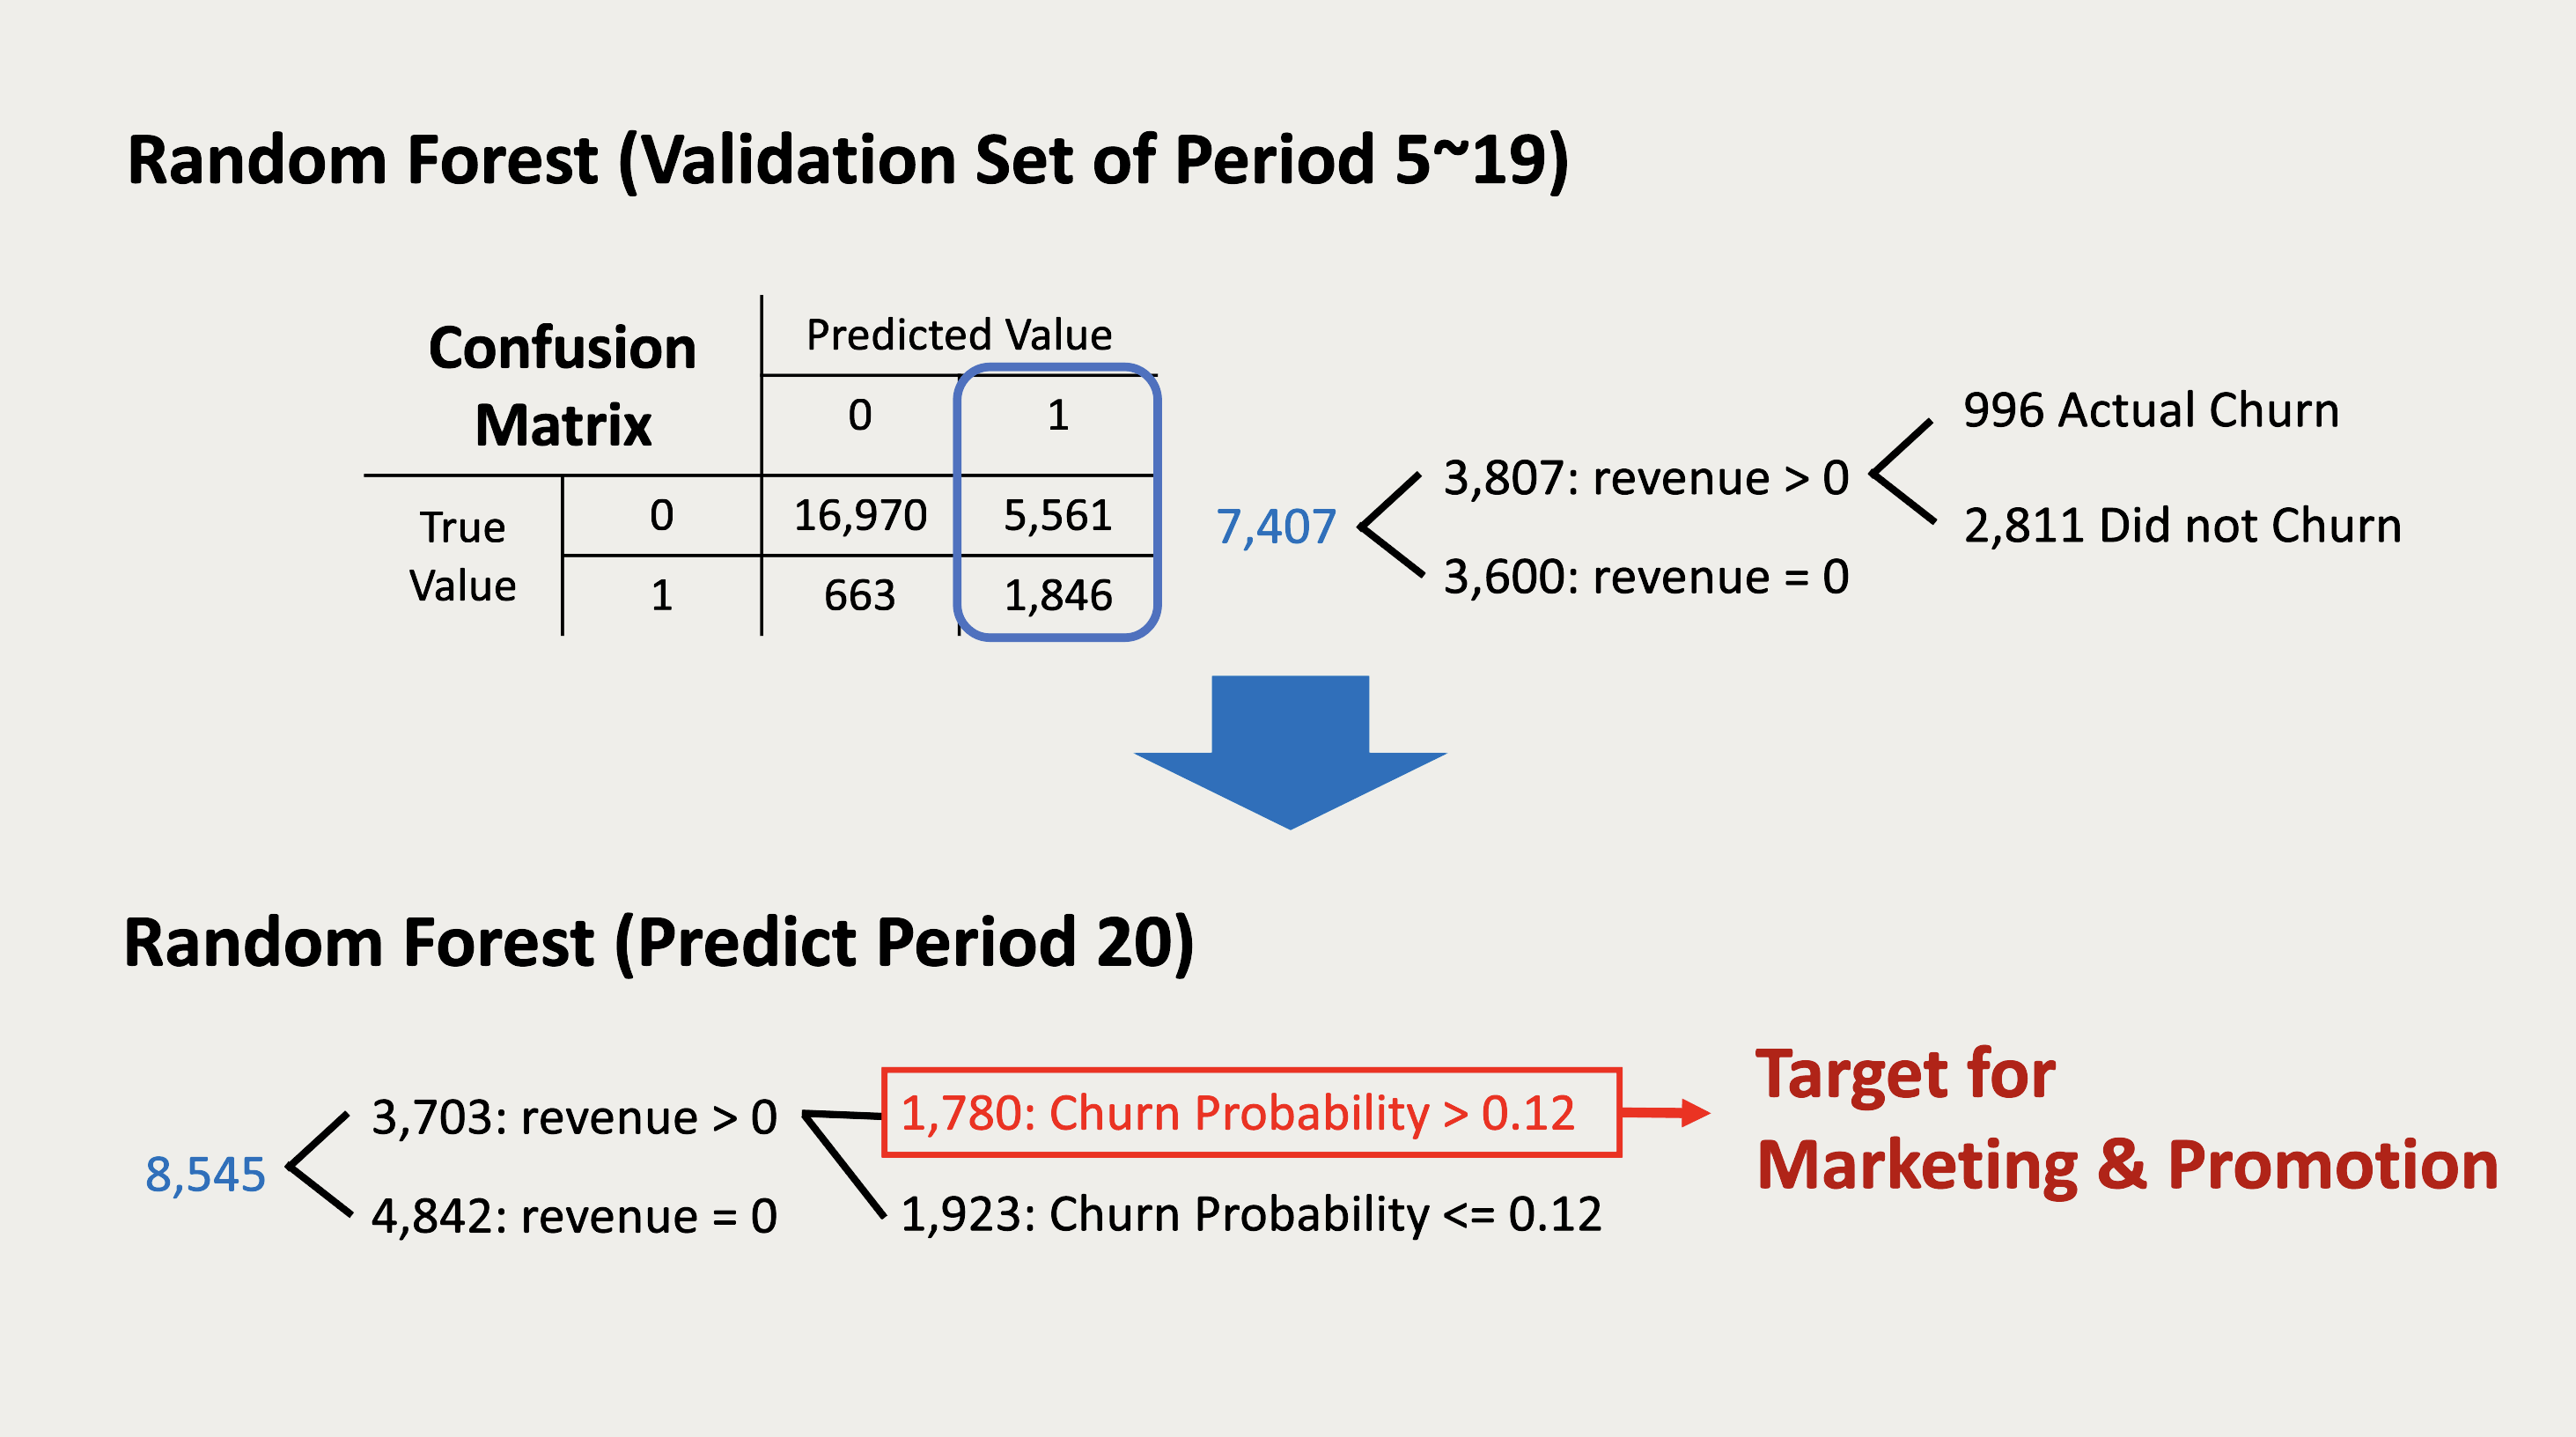 Random Forest (Validation Set of Period 5~19)
Confusion
Matrix
Predicted Value
0 1
True
Value
0 16,970 5,561
1 663 1,846
7,407
3,807: revenue > 0
3,600: revenue = 0
996 Actual Churn
2,811 Did not Churn
Random Forest (Predict Period 20)
8,545
3,703: revenue > 0
4,842: revenue = 0
1,780: Churn Probability > 0.12
1,923: Churn Probability <= 0.12
Target for
Marketing & Promotion